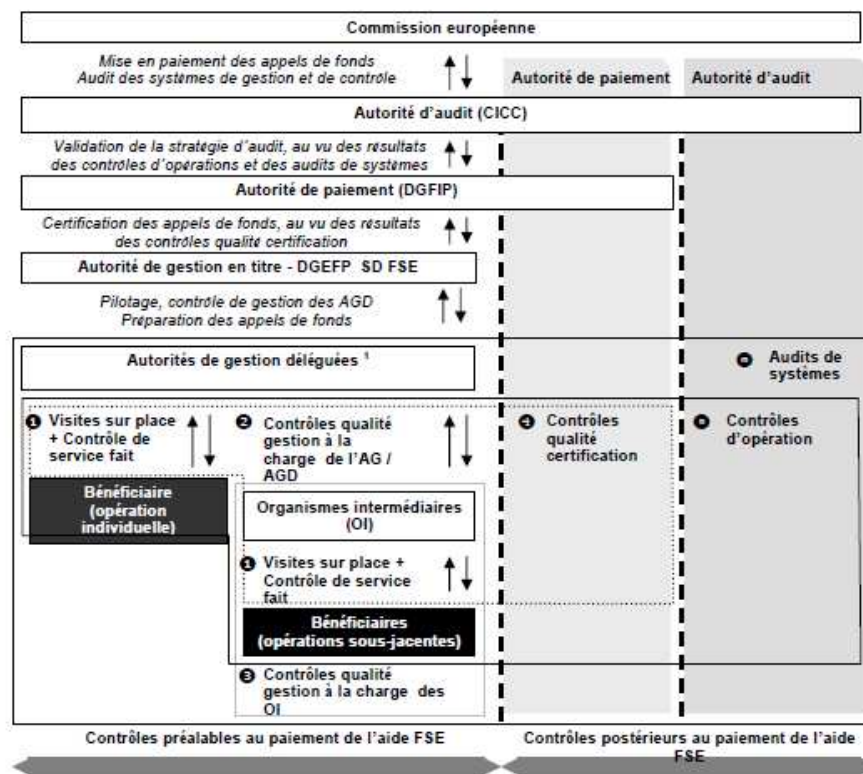 Commission européenne
Mise en paiement des appels de fonds
Audit des systèmes de gestion et de contrôle
Autorité de paiement
Autorité d'audit
Autorité d'audit (CICC)
Validation de la stratégie d'audit, au vu des résultats
des contrôles d'opérations et des audits de systèmes
Autorité de paiement (DGFIP)
Certification des appels de fonds, au vu des résultats
des contrôles qualité certification
Autorité de gestion en titre - DGEFP SD FSE
Pilotage, contrôle de gestion des AGD
Préparation des appels de fonds
Autorités de gestion déléguées 1
Audits de
systèmes
❶ Visites sur place
+ Contrôle de
service fait
❷ Contrôles qualité
gestion à la
charge de l'AG /
AGD
❹ Contrôles
qualité
certification
Contrôles
d'opération
Bénéficiaire
(opération
individuelle)
Organismes intermédiaires
(OI)
❶ Visites sur place +
Contrôle de service
fait
Bénéficiaires
(opérations sous-jacentes)
❸ Contrôles qualité
gestion à la charge des
OI
Contrôles préalables au paiement de l'aide FSE
Contrôles postérieurs au paiement de l'aide
FSE